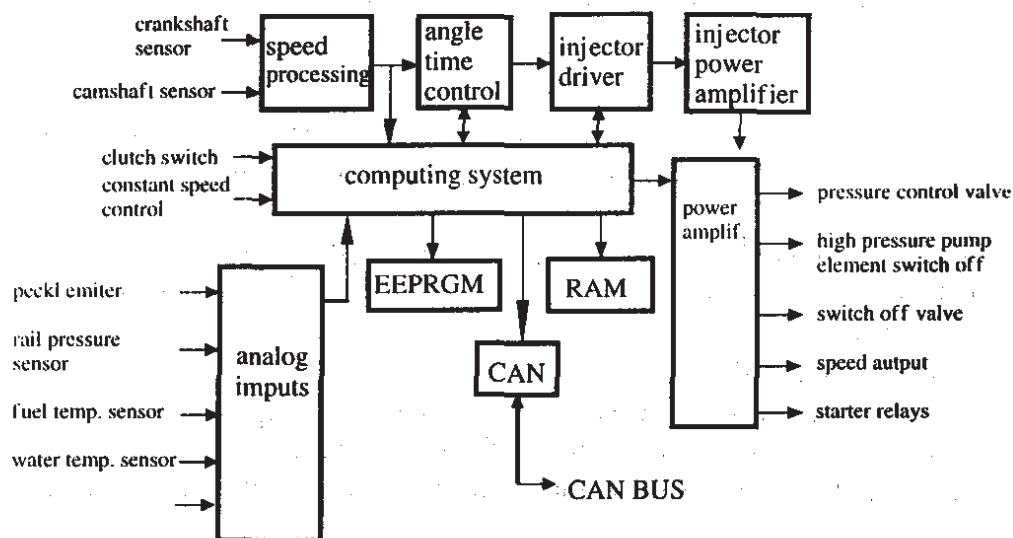 crankshaft
sensor
camshaft sensor
speed
processing
angle
time
control
injector
driver
injector
power
amplifier
clutch switch
constant speed
control
computing system
power
amplif
pressure control valve
high pressure pump
element switch off
switch off valve
speed autput
starter relays
EEPRGM
RAM
CAN
CAN BUS
peckl emiter
rail pressure
sensor
fuel temp. sensor
water temp. sensor
analog
imputs